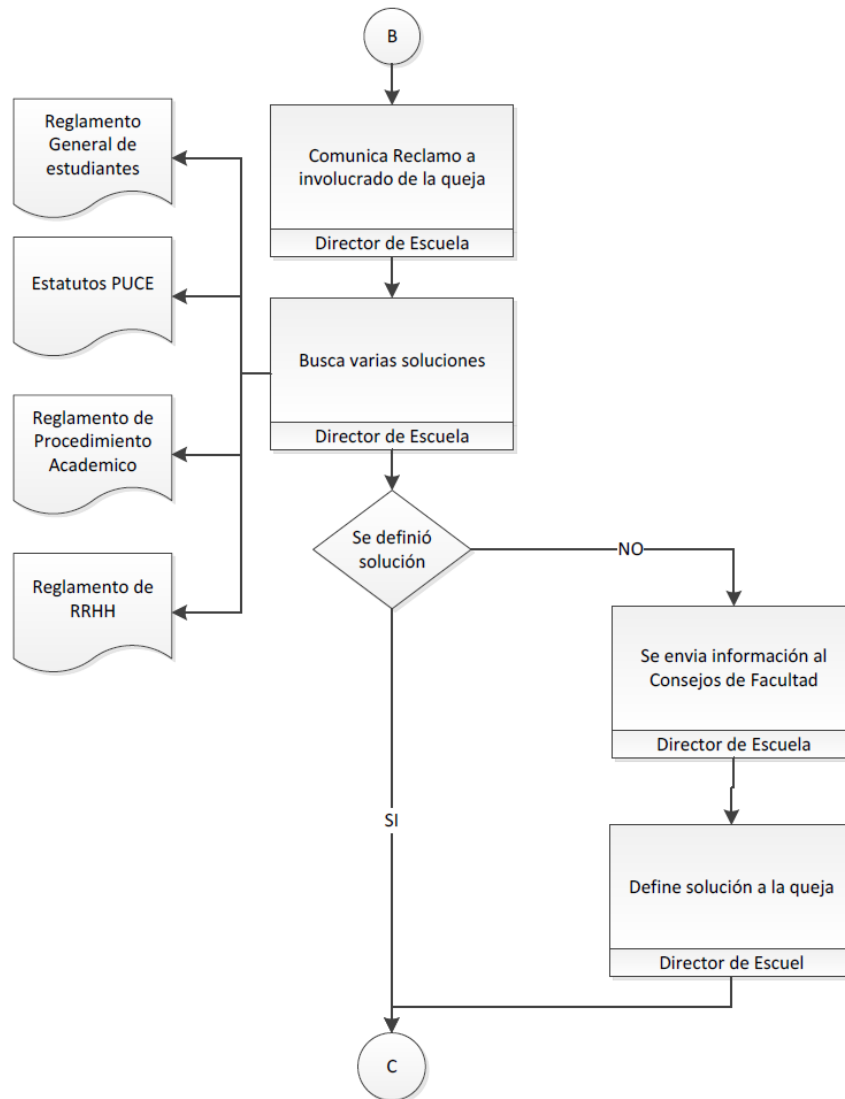 B
Reglamento
General de
estudiantes
Comunica Reclamo a
involucrado de la queja
Director de Escuela
Estatutos PUCE
Busca varias soluciones
Director de Escuela
Reglamento de
Procedimiento
Academico
Se definió
solución
NO
Reglamento de
RRHH
Se envia información al
Consejos de Facultad
Director de Escuela
SI
Define solución a la queja
Director de Escuel
C